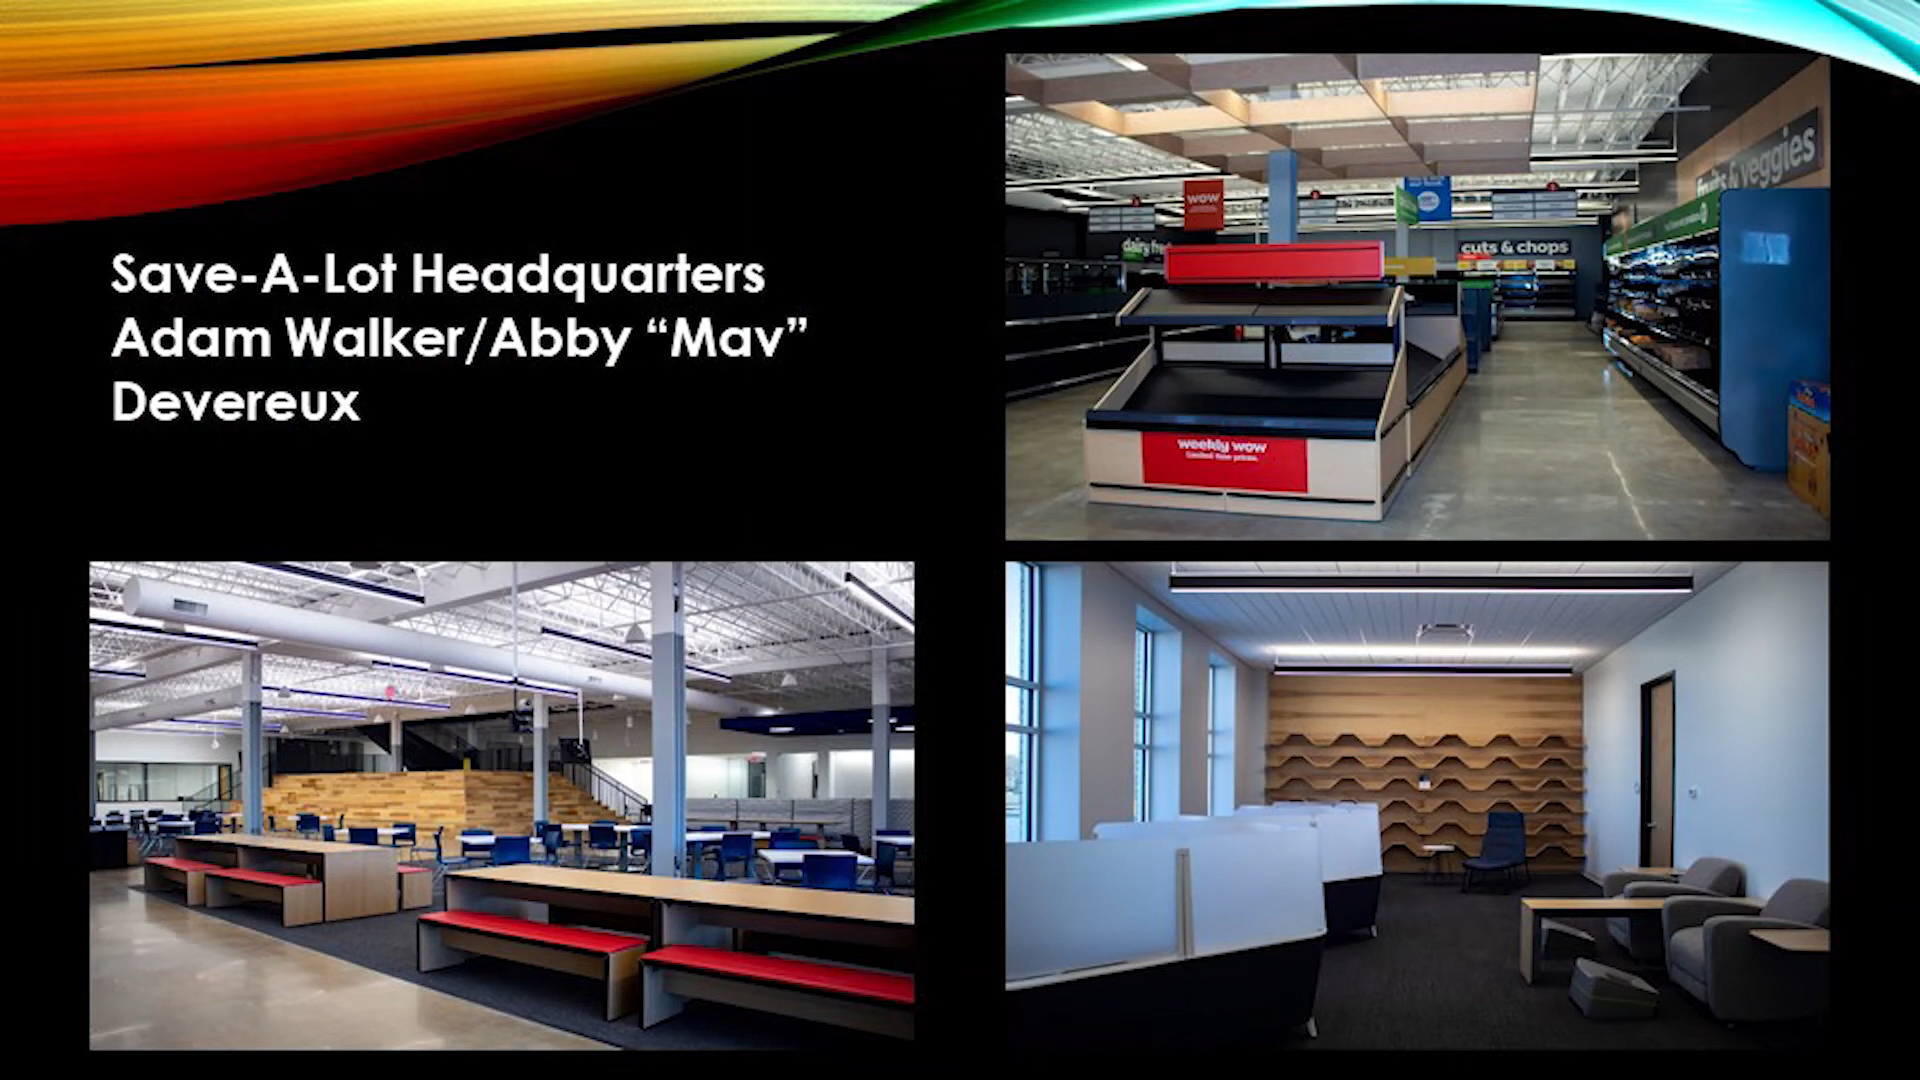 Save-A-Lot Headquarters
Adam Walker/Abby “Mav”
Devereux
fruits & veggies
wow
dairy
cuts & chops
weekly wow